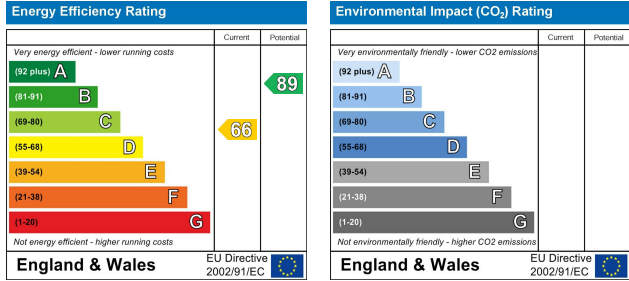 Energy Efficiency Rating
Current Potential
Very energy efficient - lower running costs
(92 plus) A
(81-91) B
89
(69-80) C
66
(55-68) D
(39-54) E
(21-38) F
(1-20) G
Not energy efficient - higher running costs
England & Wales
EU Directive
2002/91/EC
Environmental Impact (CO2) Rating
Current Potential
Very environmentally friendly - lower CO2 emissions
(92 plus) A
(81-91) B
(69-80) C
(55-68) D
(39-54) E
(21-38) F
(1-20) G
Not environmentally friendly - higher CO2 emissions
England & Wales
EU Directive
2002/91/EC